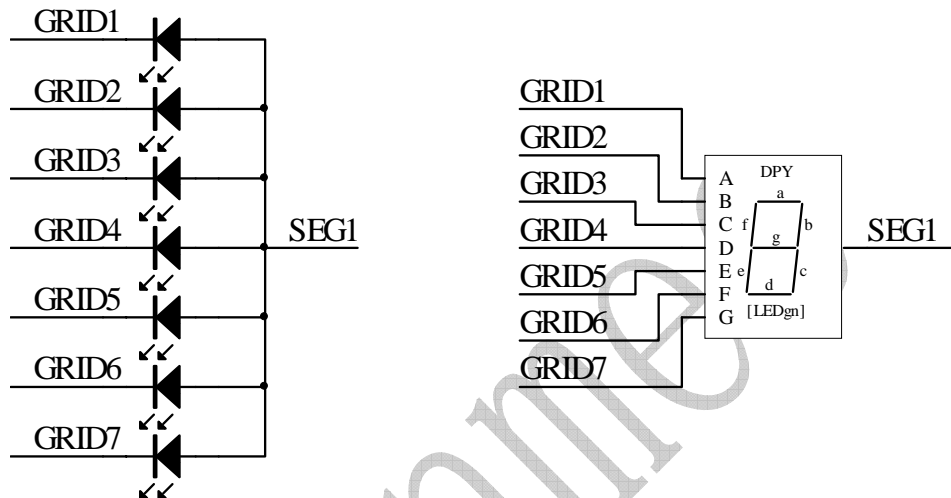 GRID1
GRID2
GRID3
GRID4
GRID5
GRID6
GRID7
SEG1
GRID1
GRID2
GRID3
GRID4
GRID5
GRID6
GRID7
A
B
C
D
E
F
G
DPY
a
f
b
g
e
c
d
[LEDgn]
SEG1